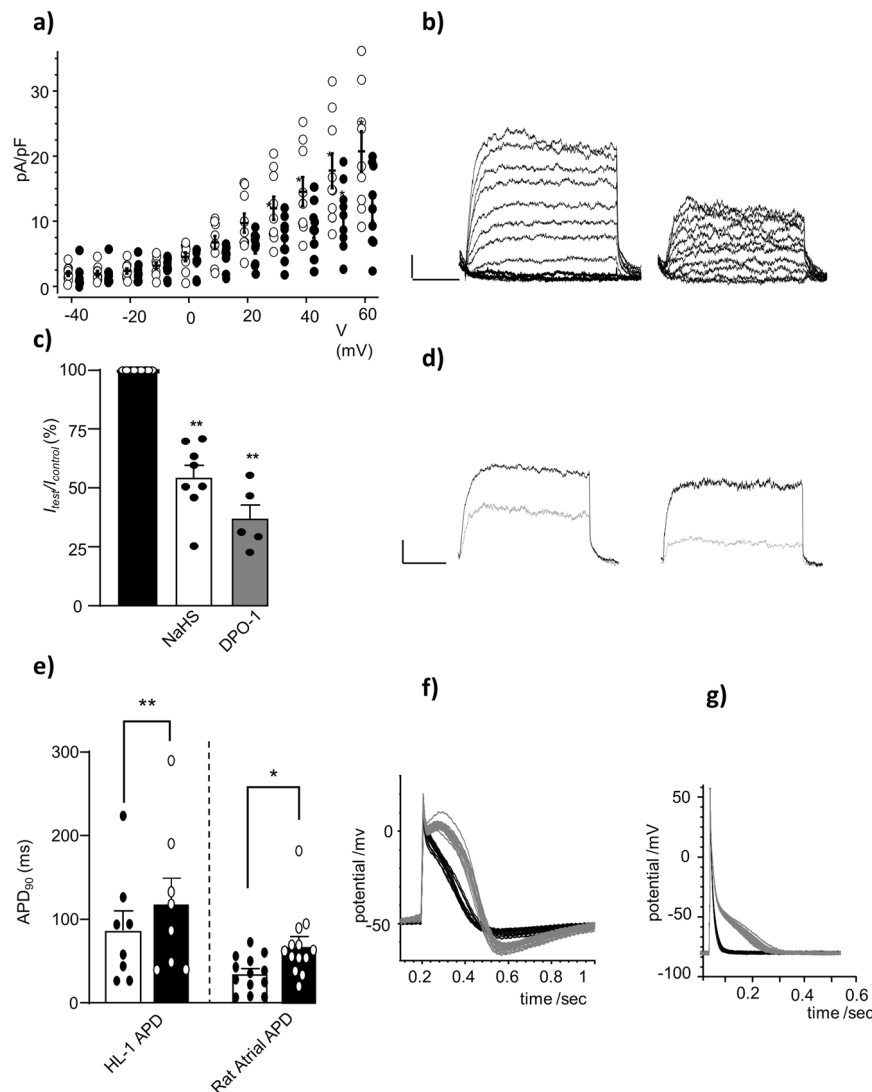 a)
pA/pF
30
20
10
0
-40
-20
0
20
40
60
V
(mV)
* * * * * *
b)
c)
I_test/I_control (%)
100
75
50
25
0
**
**
NaHS
DPO-1
d)
e)
APD90 (ms)
300
200
100
0
**
*
HL-1 APD
Rat Atrial APD
f)
potential /mv
0
-50
0.2
0.4
0.6
0.8
1
time /sec
g)
potential /mV
50
0
-50
-100
0.2
0.4
0.6
time /sec